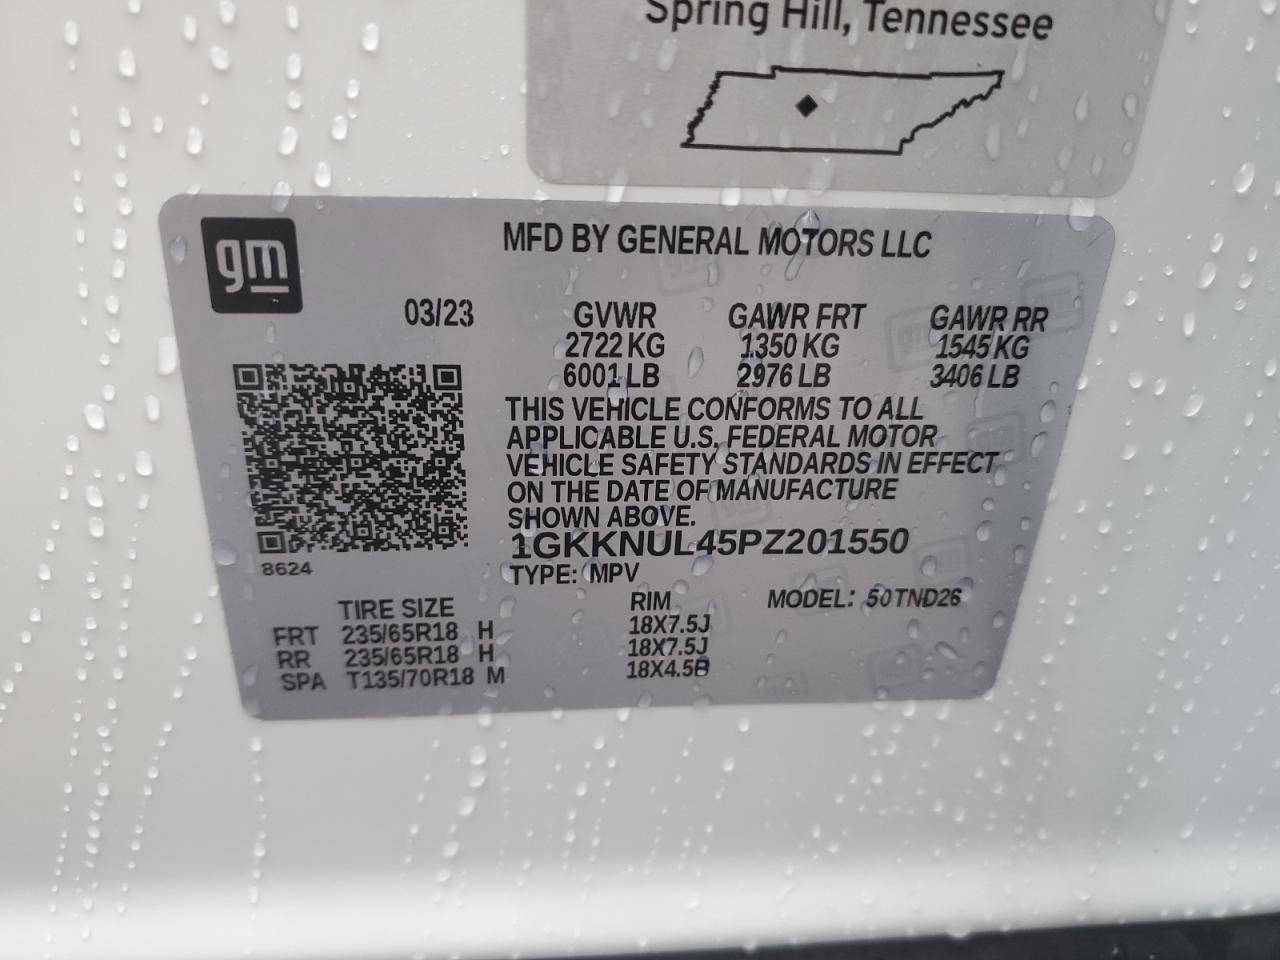 Spring Hill, Tennessee
gm
MFD BY GENERAL MOTORS LLC
03/23
GVWR GAWR FRT GAWR RR
2722 KG 1350 KG 1545 KG
6001 LB 2976 LB 3406 LB
THIS VEHICLE CONFORMS TO ALL
APPLICABLE U.S. FEDERAL MOTOR
VEHICLE SAFETY STANDARDS IN EFFECT
ON THE DATE OF MANUFACTURE
SHOWN ABOVE.
1GKKNUL45PZ201550
8624
TYPE: MPV
TIRE SIZE RIM MODEL: 50TND26
FRT 235/65R18 H 18X7.5J
RR 235/65R18 H 18X7.5J
SPA T135/70R18 M 18X4.5B